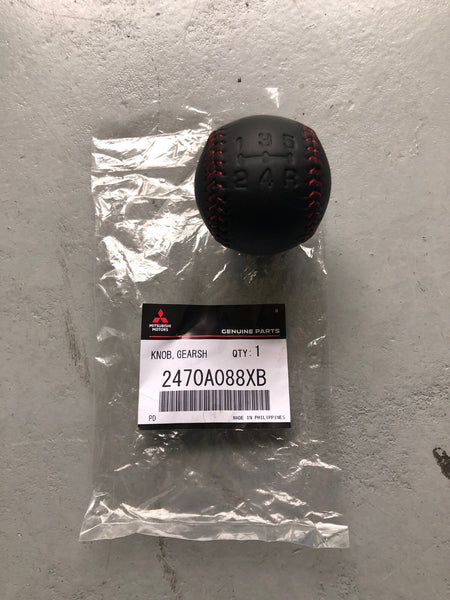 1 3 5
2 4 R
MITSUBISHI
MOTORS
GENUINE PARTS
KNOB, GEARSH QTY: 1
2470A088XB
PD MADE IN PHILIPPINES